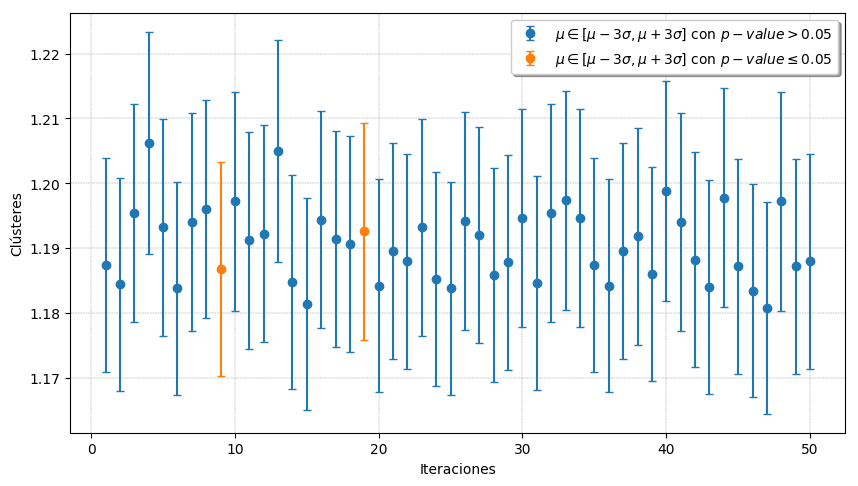 μ ∈ [μ − 3σ, μ + 3σ] con p − value > 0.05
μ ∈ [μ − 3σ, μ + 3σ] con p − value ≤ 0.05
1.22
1.21
1.20
1.19
1.18
1.17
Clústeres
0 10 20 30 40 50
Iteraciones